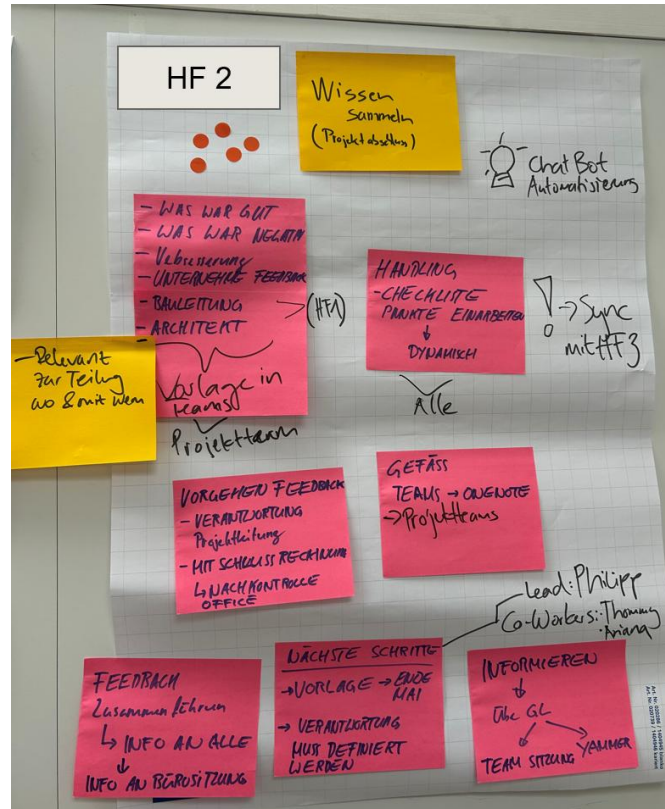 HF 2
Wissen
sammeln
(Projektabschluss)
ChatBot
Automatisierung
- WAS WAR GUT
- WAS WAR NEGATIV
- Verbesserung
- UNTERNEHMER FEEDBACK
- BAULEITUNG
- ARCHITEKT
-
> (HF1)
Vorlage in
teams
Projektteam
- Relevant
zur Teilung
wo & mit wem
HANDLING
- CHECKLISTE
PUNKTE EINARBEITEN
↓
DYNAMISCH
Alle
! → Sync
mit HF3
VORGEHEN FEEDBACK
- VERANTWORTUNG
Projektleitung
- MIT SCHLUSSRECHNUNG
↳ NACHKONTROLLE
OFFICE
GEFÄSS
TEAMS → ONENOTE
→ Projektteams
Lead: Philipp
Co-Workers: Thommy
: Ariana
FEEDBACK
Zusammenführen
↳ INFO AN ALLE
↓
INFO AN BÜROSITZUNG
NÄCHSTE SCHRITTE
→ VORLAGE → ENDE
MAI
→ VERANTWORTUNG
MUSS DEFINIERT
WERDEN
INFORMIEREN
↓
Über GL
TEAM SITZUNG
YAMMER